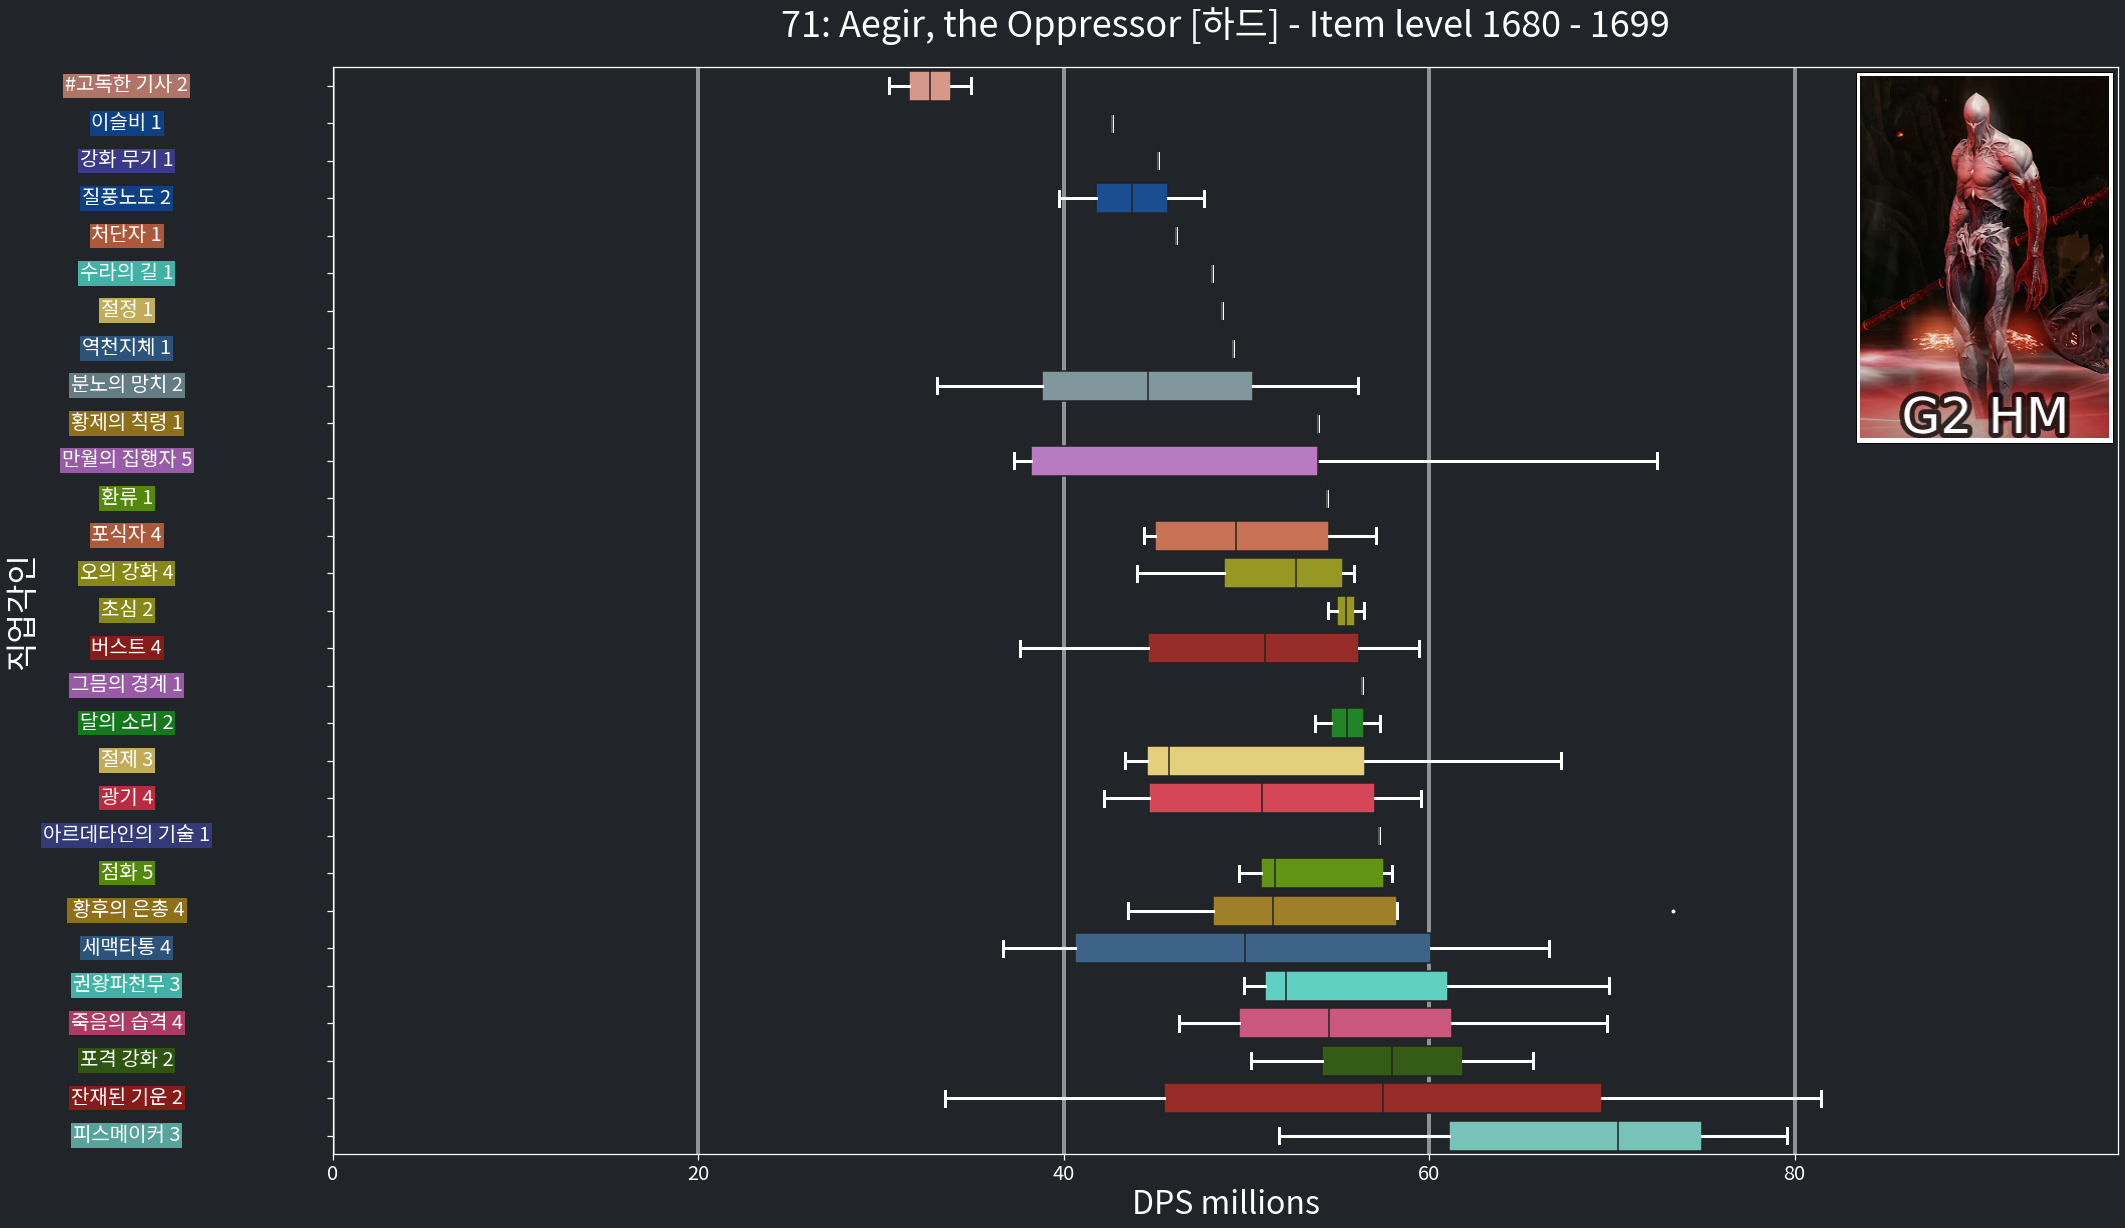 71: Aegir, the Oppressor [하드] - Item level 1680 - 1699
#고독한 기사 2
이슬비 1
강화 무기 1
질풍노도 2
처단자 1
수라의 길 1
절정 1
역천지체 1
분노의 망치 2
황제의 칙령 1
만월의 집행자 5
환류 1
포식자 4
오의 강화 4
초심 2
버스트 4
그믐의 경계 1
달의 소리 2
절제 3
광기 4
아르데타인의 기술 1
점화 5
황후의 은총 4
세맥타통 4
권왕파천무 3
죽음의 습격 4
포격 강화 2
잔재된 기운 2
피스메이커 3
직업각인
G2 HM
0 20 40 60 80
DPS millions